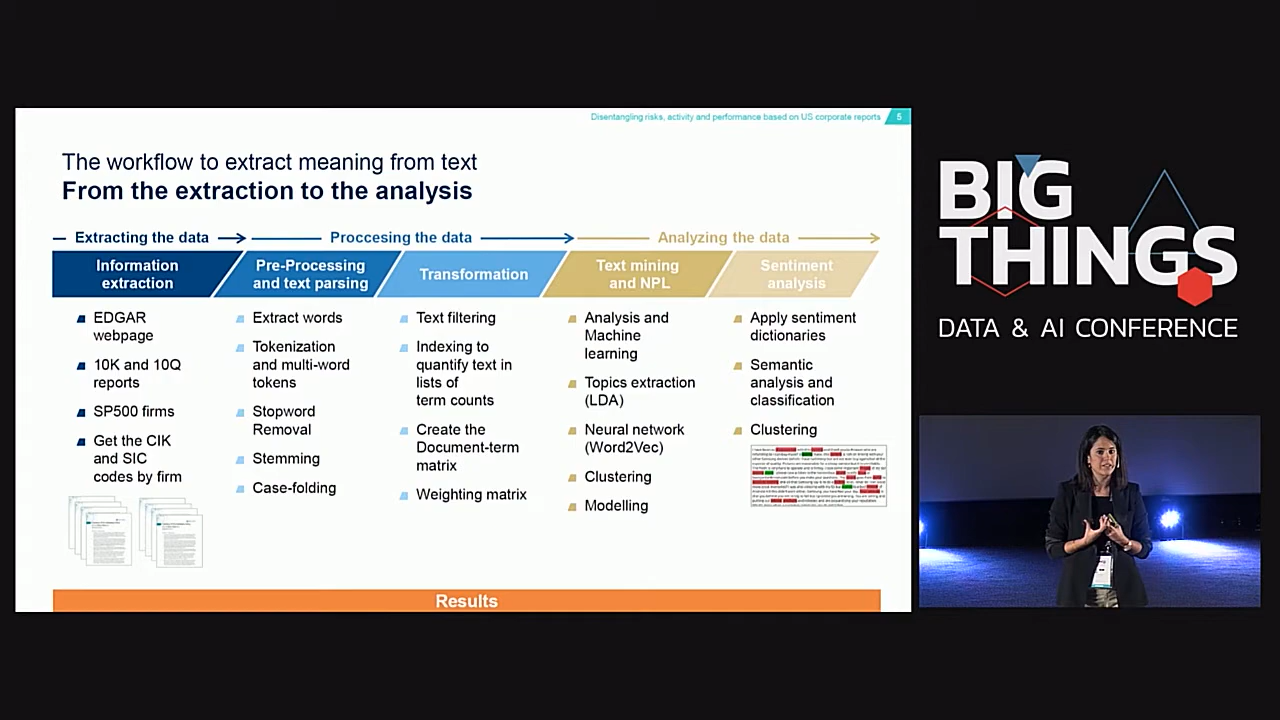 Disentangling risks, activity and performance based on US corporate reports 5
The workflow to extract meaning from text
From the extraction to the analysis
Extracting the data
Proccesing the data
Analyzing the data
Information
extraction
Pre-Processing
and text parsing
Transformation
Text mining
and NPL
Sentiment
analysis
EDGAR
webpage
10K and 10Q
reports
SP500 firms
Get the CIK
and SIC
codes by firm
Extract words
Tokenization
and multi-word
tokens
Stopword
Removal
Stemming
Case-folding
Text filtering
Indexing to
quantify text in
lists of
term counts
Create the
Document-term
matrix
Weighting matrix
Analysis and
Machine
learning
Topics extraction
(LDA)
Neural network
(Word2Vec)
Clustering
Modelling
Apply sentiment
dictionaries
Semantic
analysis and
classification
Clustering
Results
BIG
THINGS
DATA & AI CONFERENCE